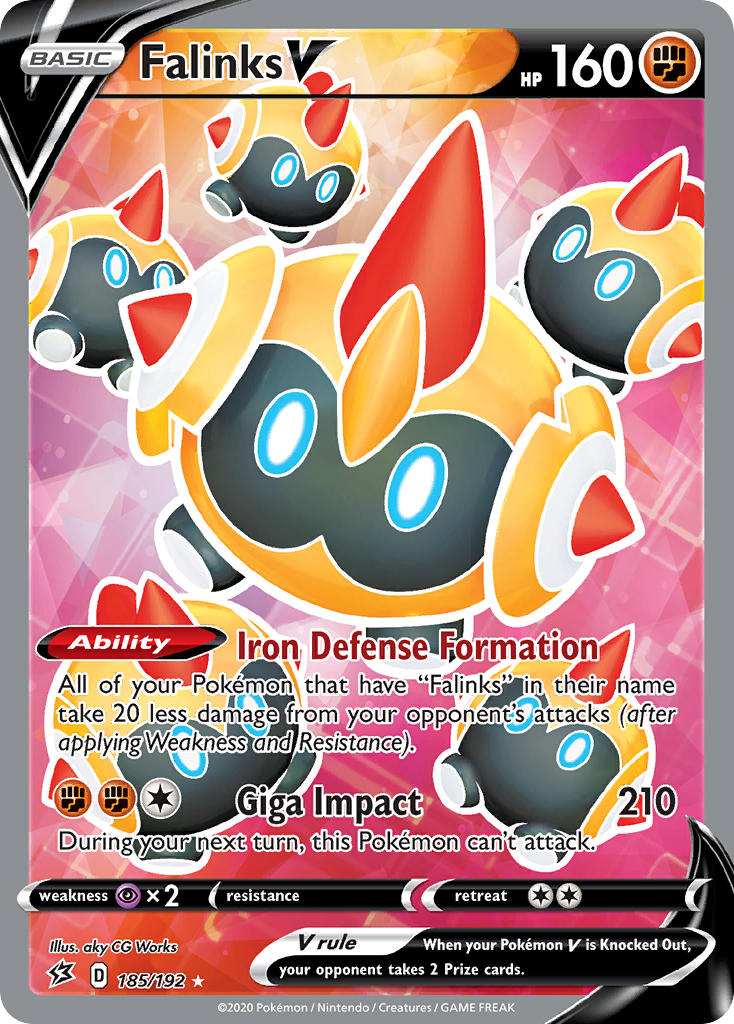 BASIC Falinks V HP 160
Ability Iron Defense Formation
All of your Pokémon that have “Falinks” in their name
take 20 less damage from your opponent’s attacks (after
applying Weakness and Resistance).
Giga Impact 210
During your next turn, this Pokémon can’t attack.
weakness ×2 resistance retreat
Illus. aky CG Works
V rule When your Pokémon V is Knocked Out,
your opponent takes 2 Prize cards.
D 185/192 ★
©2020 Pokémon / Nintendo / Creatures / GAME FREAK